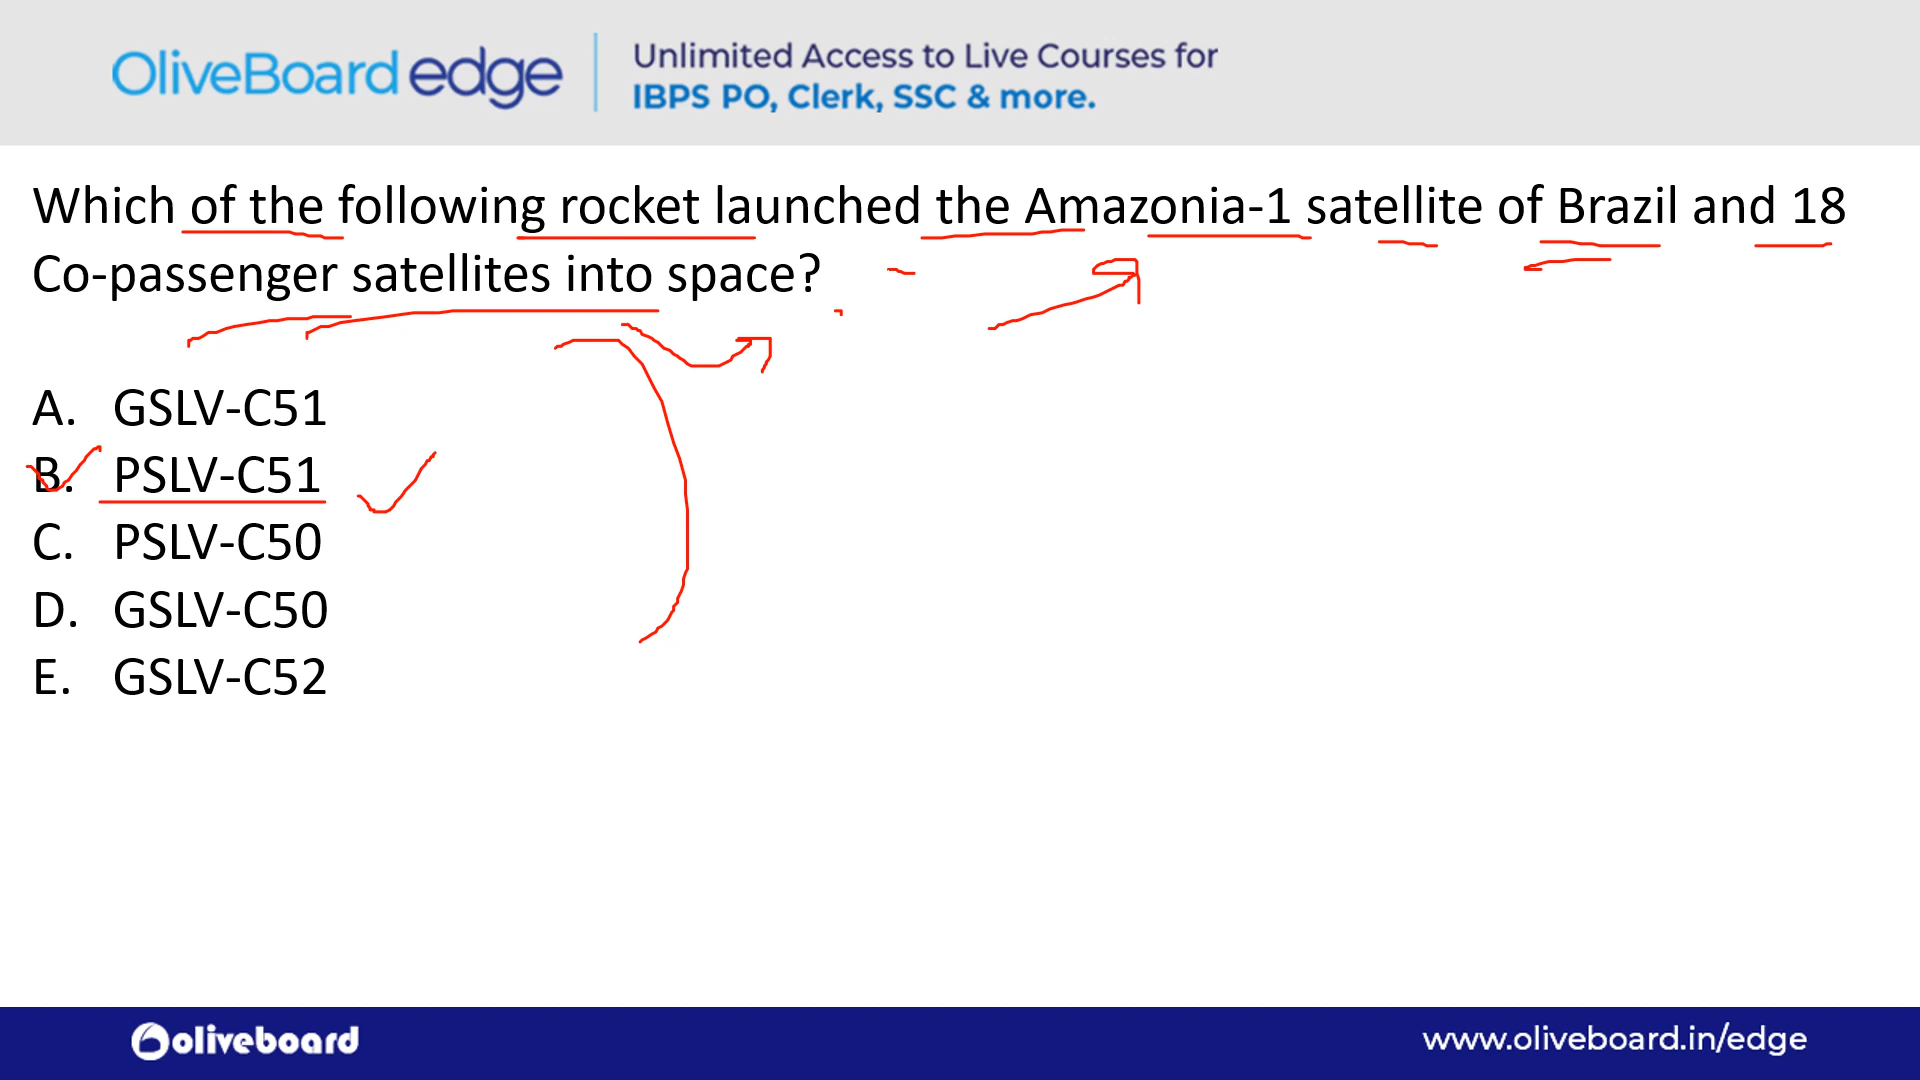 OliveBoard edge
Unlimited Access to Live Courses for
IBPS PO, Clerk, SSC & more.
Which of the following rocket launched the Amazonia-1 satellite of Brazil and 18
Co-passenger satellites into space?
A. GSLV-C51
B. PSLV-C51
C. PSLV-C50
D. GSLV-C50
E. GSLV-C52
oliveboard
www.oliveboard.in/edge